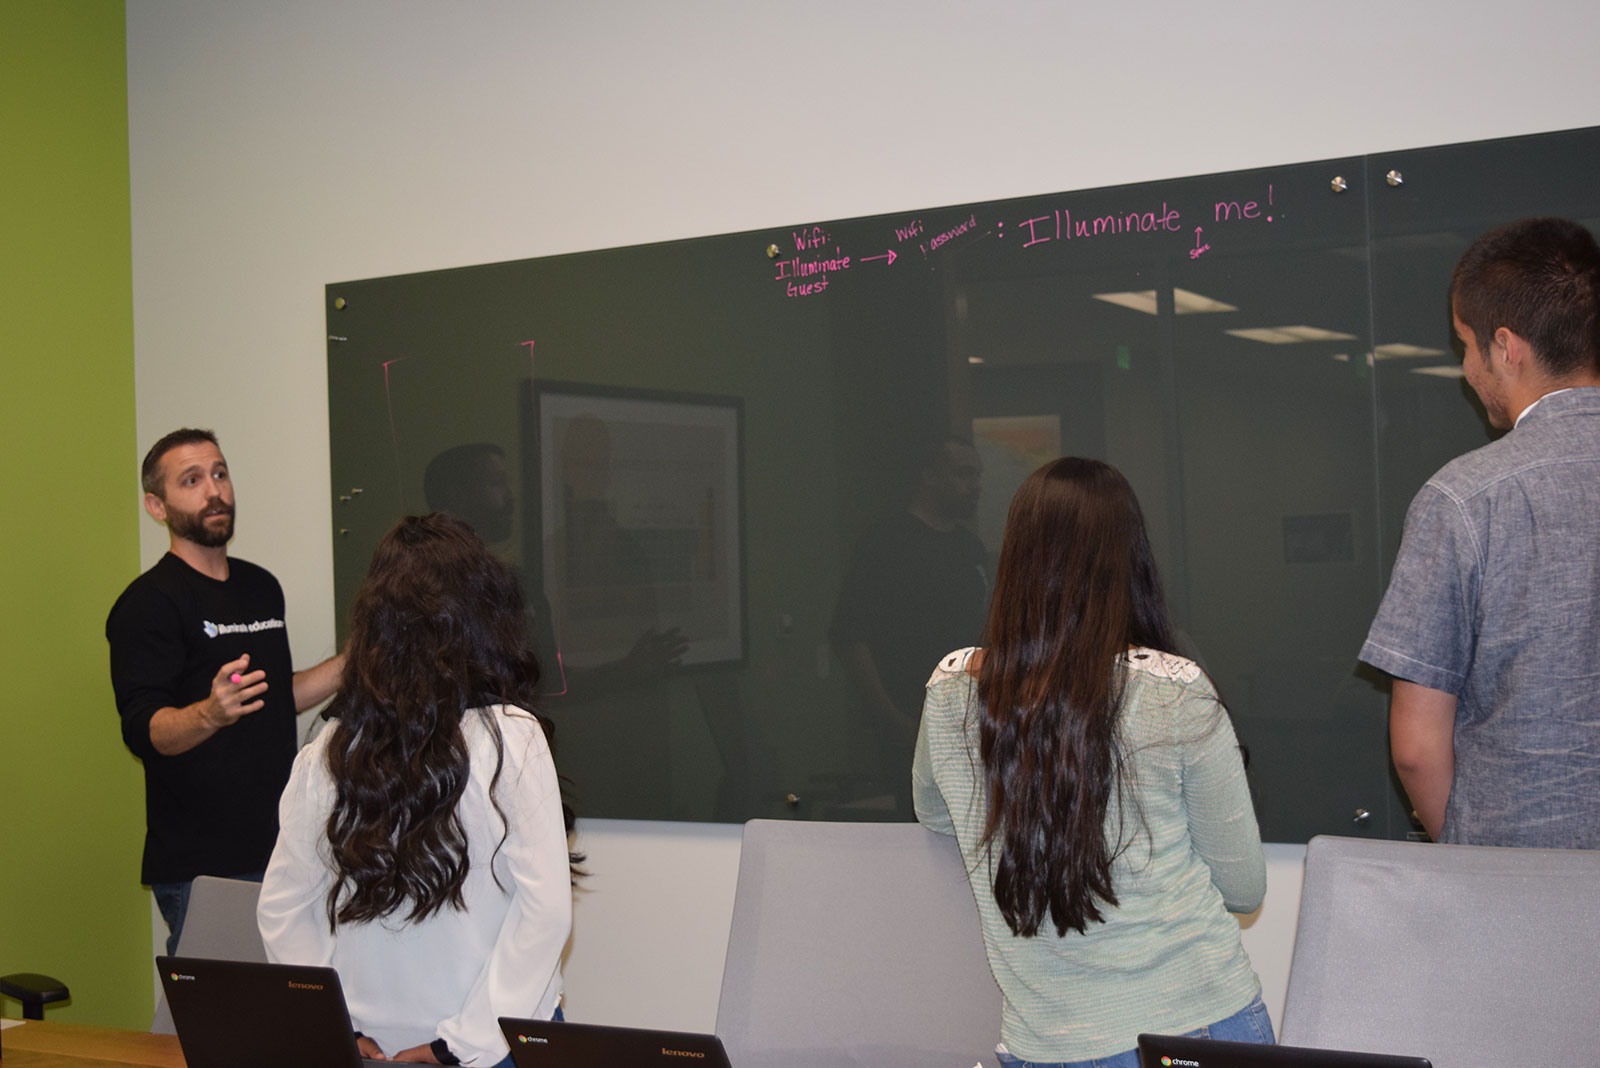 Wifi:
Illuminate
Guest
Wifi
Password
: Illuminate me!
Space
illuminate education
chrome
lenovo
chrome
lenovo
chrome